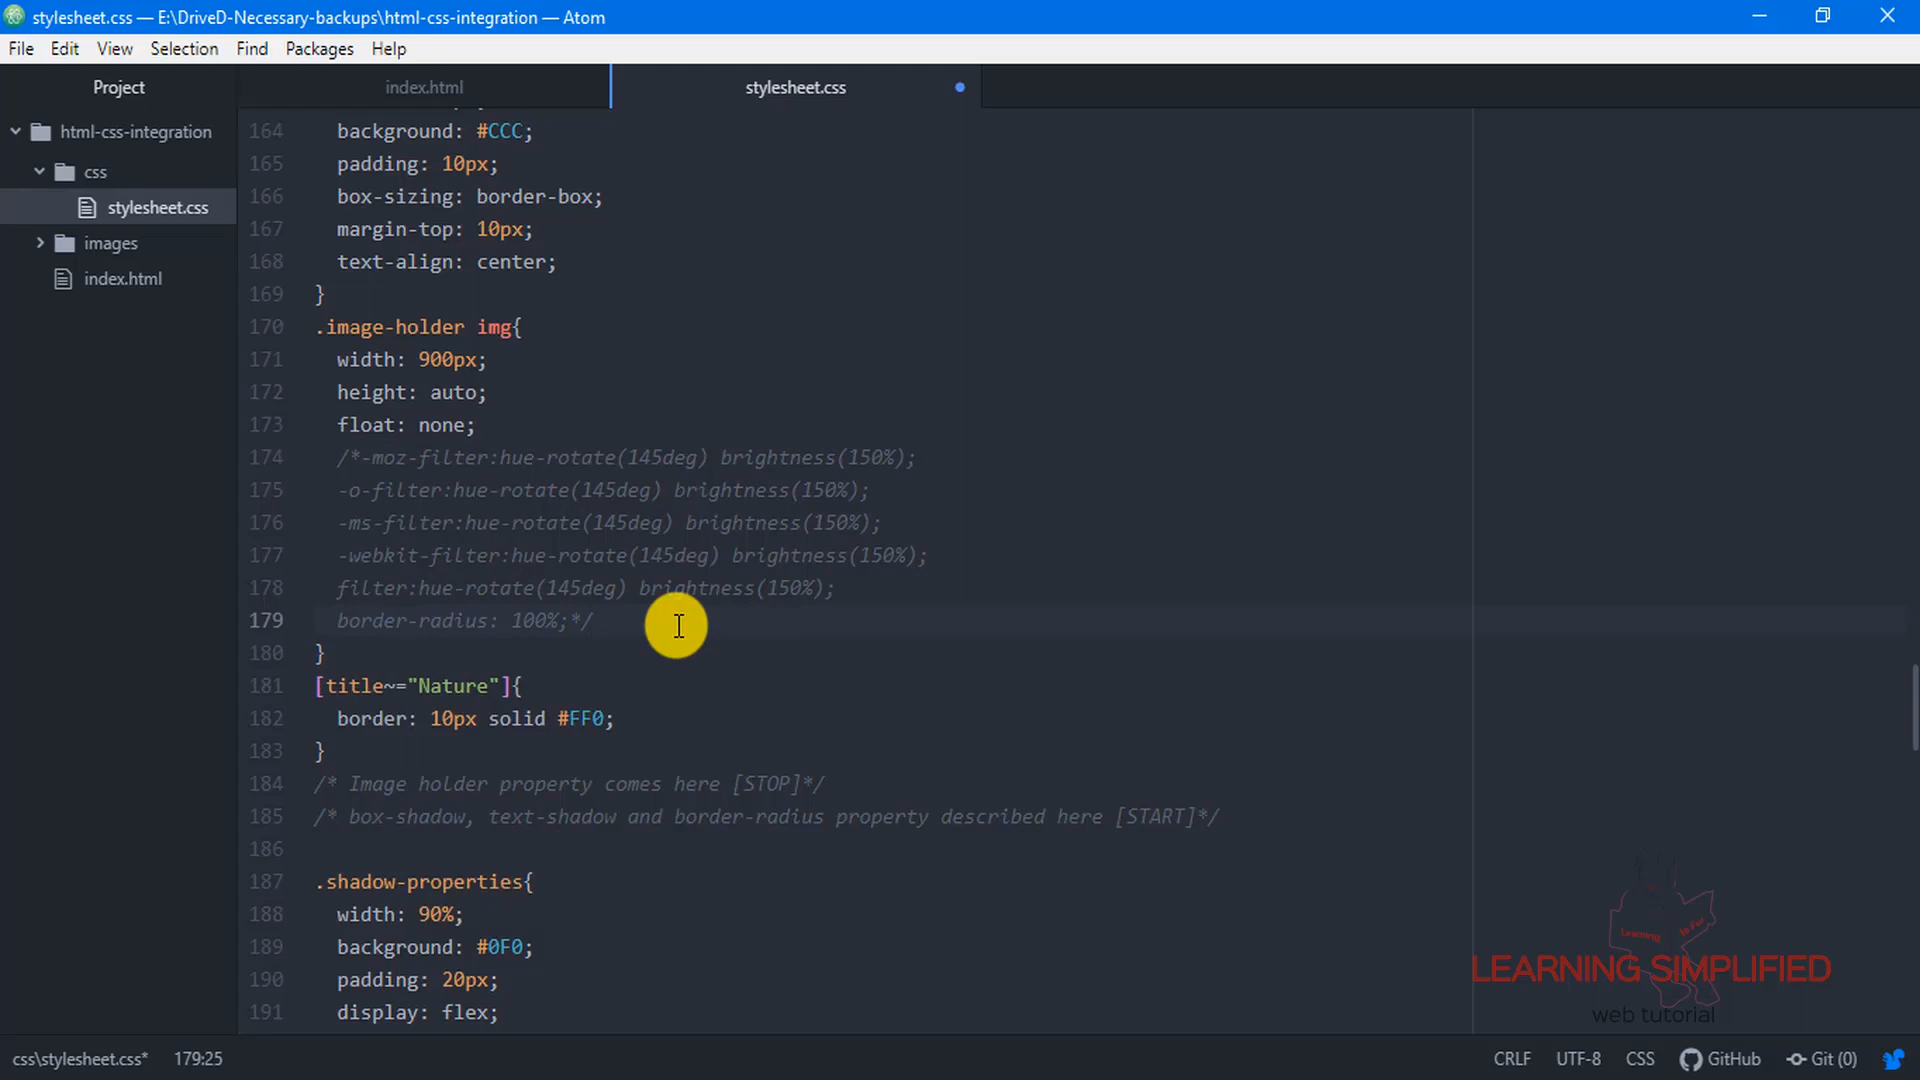 stylesheet.css — E:\DriveD-Necessary-backups\html-css-integration — Atom
File Edit View Selection Find Packages Help
Project index.html stylesheet.css
html-css-integration
css
stylesheet.css
images
index.html
164 background: #CCC;
165 padding: 10px;
166 box-sizing: border-box;
167 margin-top: 10px;
168 text-align: center;
169 }
170 .image-holder img{
171 width: 900px;
172 height: auto;
173 float: none;
174 /*-moz-filter:hue-rotate(145deg) brightness(150%);
175 -o-filter:hue-rotate(145deg) brightness(150%);
176 -ms-filter:hue-rotate(145deg) brightness(150%);
177 -webkit-filter:hue-rotate(145deg) brightness(150%);
178 filter:hue-rotate(145deg) brightness(150%);
179 border-radius: 100%;*/
180 }
181 [title~="Nature"]{
182 border: 10px solid #FF0;
183 }
184 /* Image holder property comes here [STOP]*/
185 /* box-shadow, text-shadow and border-radius property described here [START]*/
186
187 .shadow-properties{
188 width: 90%;
189 background: #0F0;
190 padding: 20px;
191 display: flex;
Learning is Fun
LEARNING SIMPLIFIED
web tutorial
css\stylesheet.css* 179:25 CRLF UTF-8 CSS GitHub Git (0)